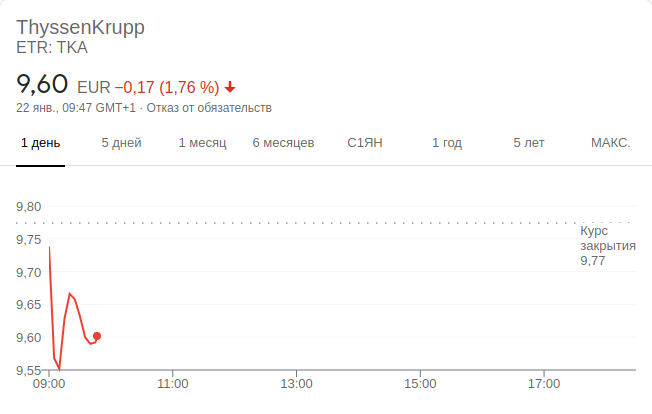 ThyssenKrupp
ETR: TKA
9,60 EUR −0,17 (1,76 %)
22 янв., 09:47 GMT+1 · Отказ от обязательств
1 день 5 дней 1 месяц 6 месяцев С1ЯН 1 год 5 лет МАКС.
9,80
Курс
9,75
закрытия
9,77
9,70
9,65
9,60
9,55
09:00 11:00 13:00 15:00 17:00